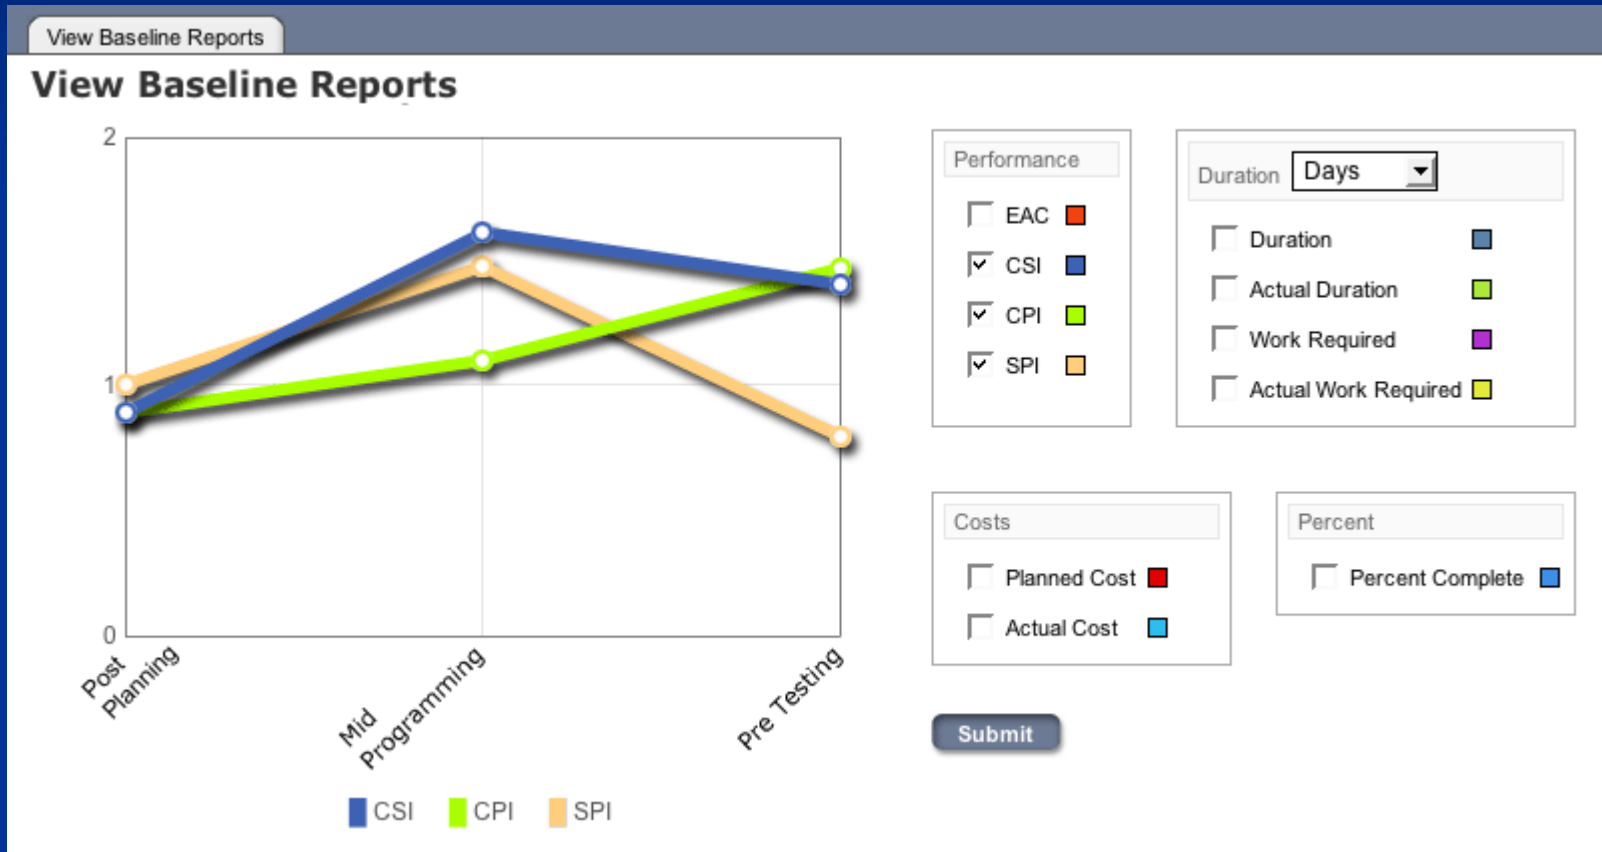 View Baseline Reports
View Baseline Reports
2
1
0
Post
Planning
Mid
Programming
Pre Testing
CSI
CPI
SPI
Performance
EAC
CSI
CPI
SPI
Duration
Days
Duration
Actual Duration
Work Required
Actual Work Required
Costs
Planned Cost
Actual Cost
Percent
Percent Complete
Submit